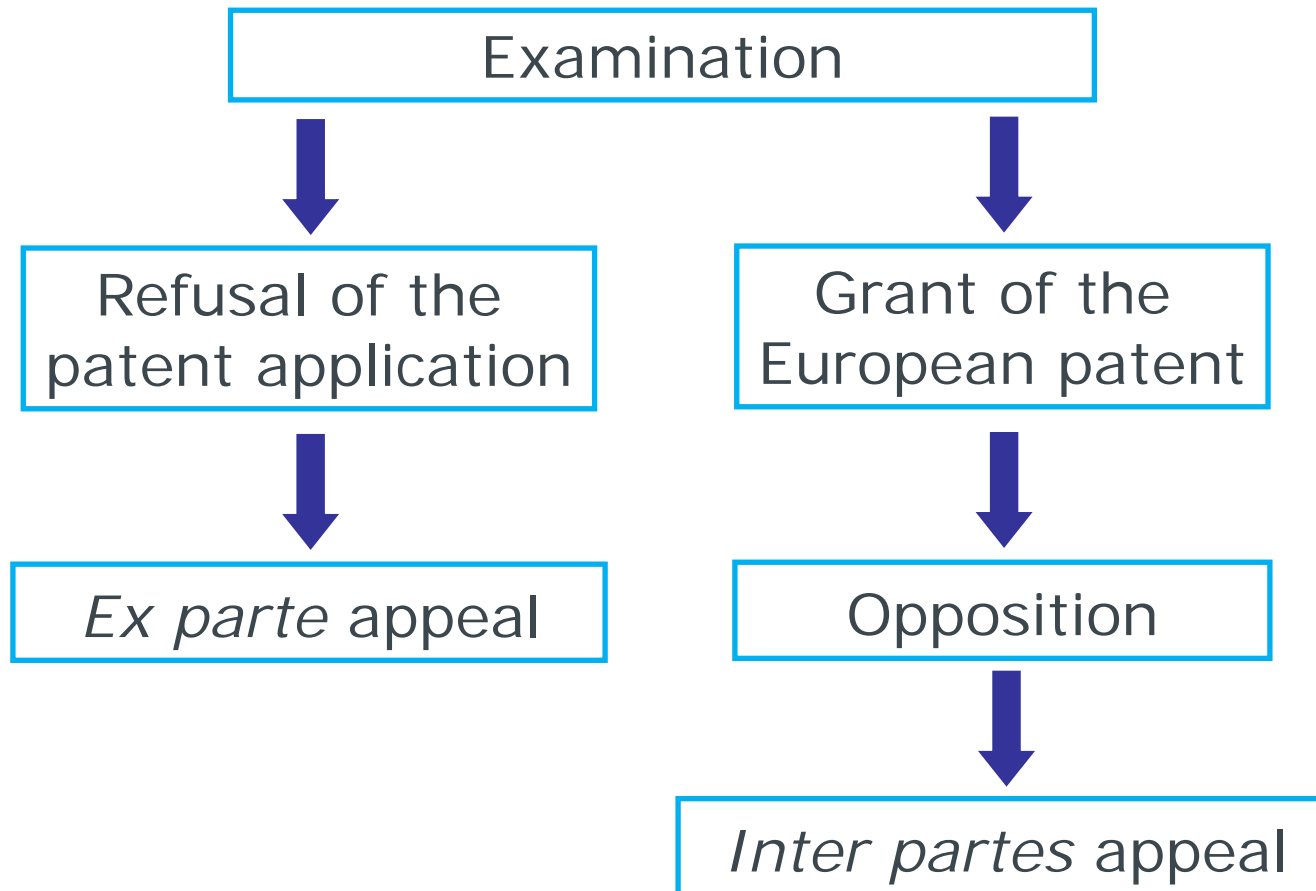 Examination
Refusal of the
patent application
Grant of the
European patent
Ex parte appeal
Opposition
Inter partes appeal